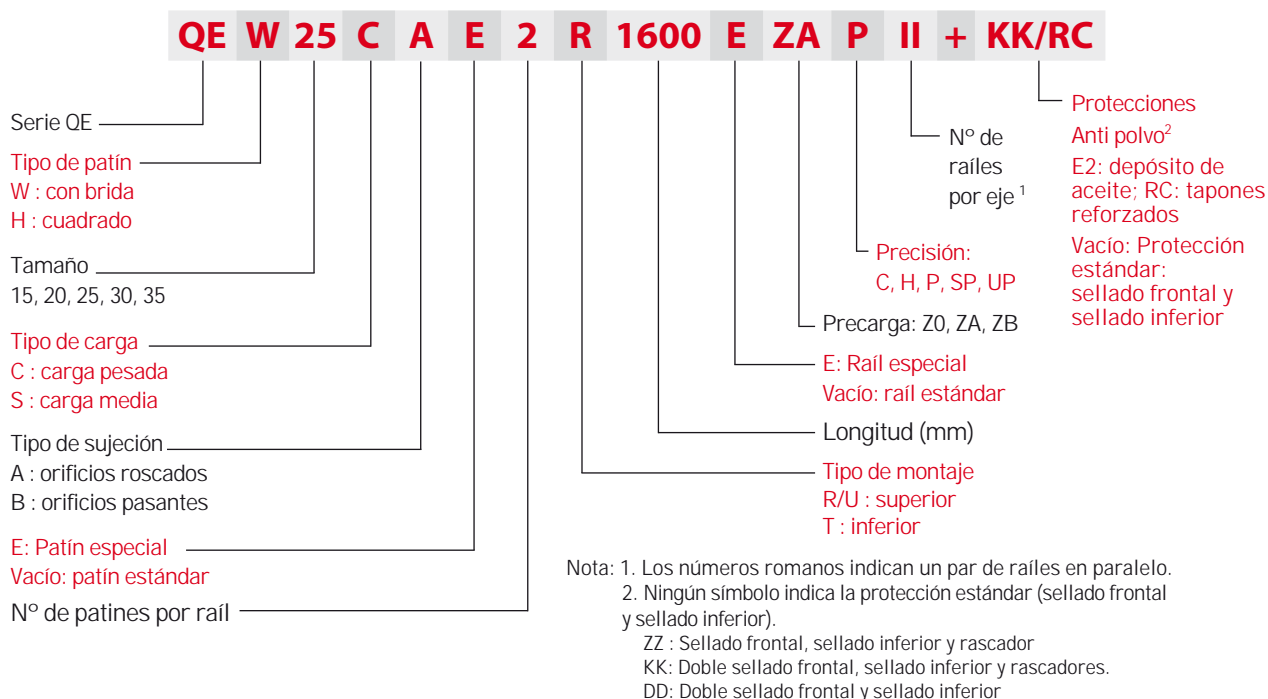 QE W 25 C A E 2 R 1600 E ZA P II + KK/RC
Serie QE
Tipo de patín
W : con brida
H : cuadrado
Tamaño
15, 20, 25, 30, 35
Tipo de carga
C : carga pesada
S : carga media
Tipo de sujeción
A : orificios roscados
B : orificios pasantes
E: Patín especial
Vacío: patín estándar
Nº de patines por raíl
Protecciones
Anti polvo²
E2: depósito de
aceite; RC: tapones
reforzados
Vacío: Protección
estándar:
sellado frontal y
sellado inferior
Nº de
raíles
por eje ¹
Precisión:
C, H, P, SP, UP
Precarga: Z0, ZA, ZB
E: Raíl especial
Vacío: raíl estándar
Longitud (mm)
Tipo de montaje
R/U : superior
T : inferior
Nota: 1. Los números romanos indican un par de raíles en paralelo.
2. Ningún símbolo indica la protección estándar (sellado frontal
y sellado inferior).
ZZ : Sellado frontal, sellado inferior y rascador
KK: Doble sellado frontal, sellado inferior y rascadores.
DD: Doble sellado frontal y sellado inferior